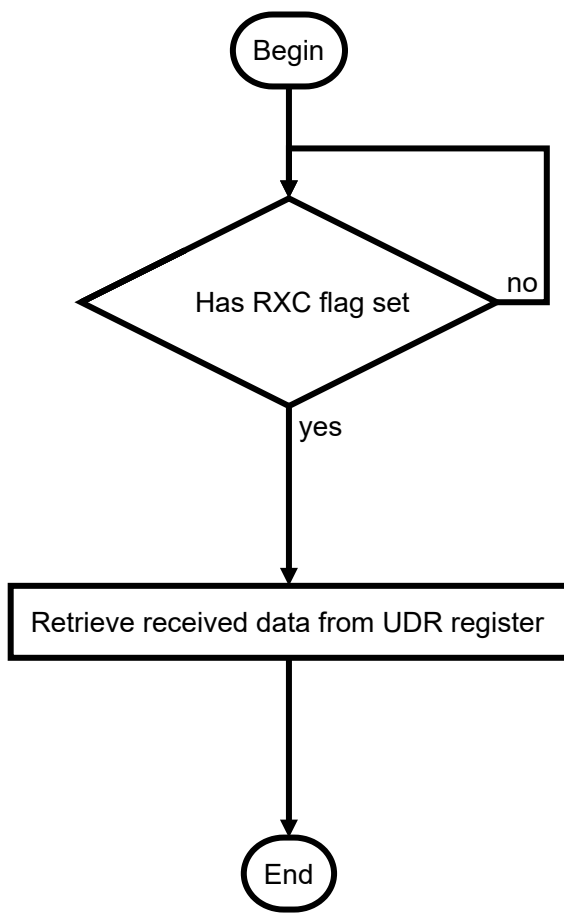 Begin
Has RXC flag set
no
yes
Retrieve received data from UDR register
End